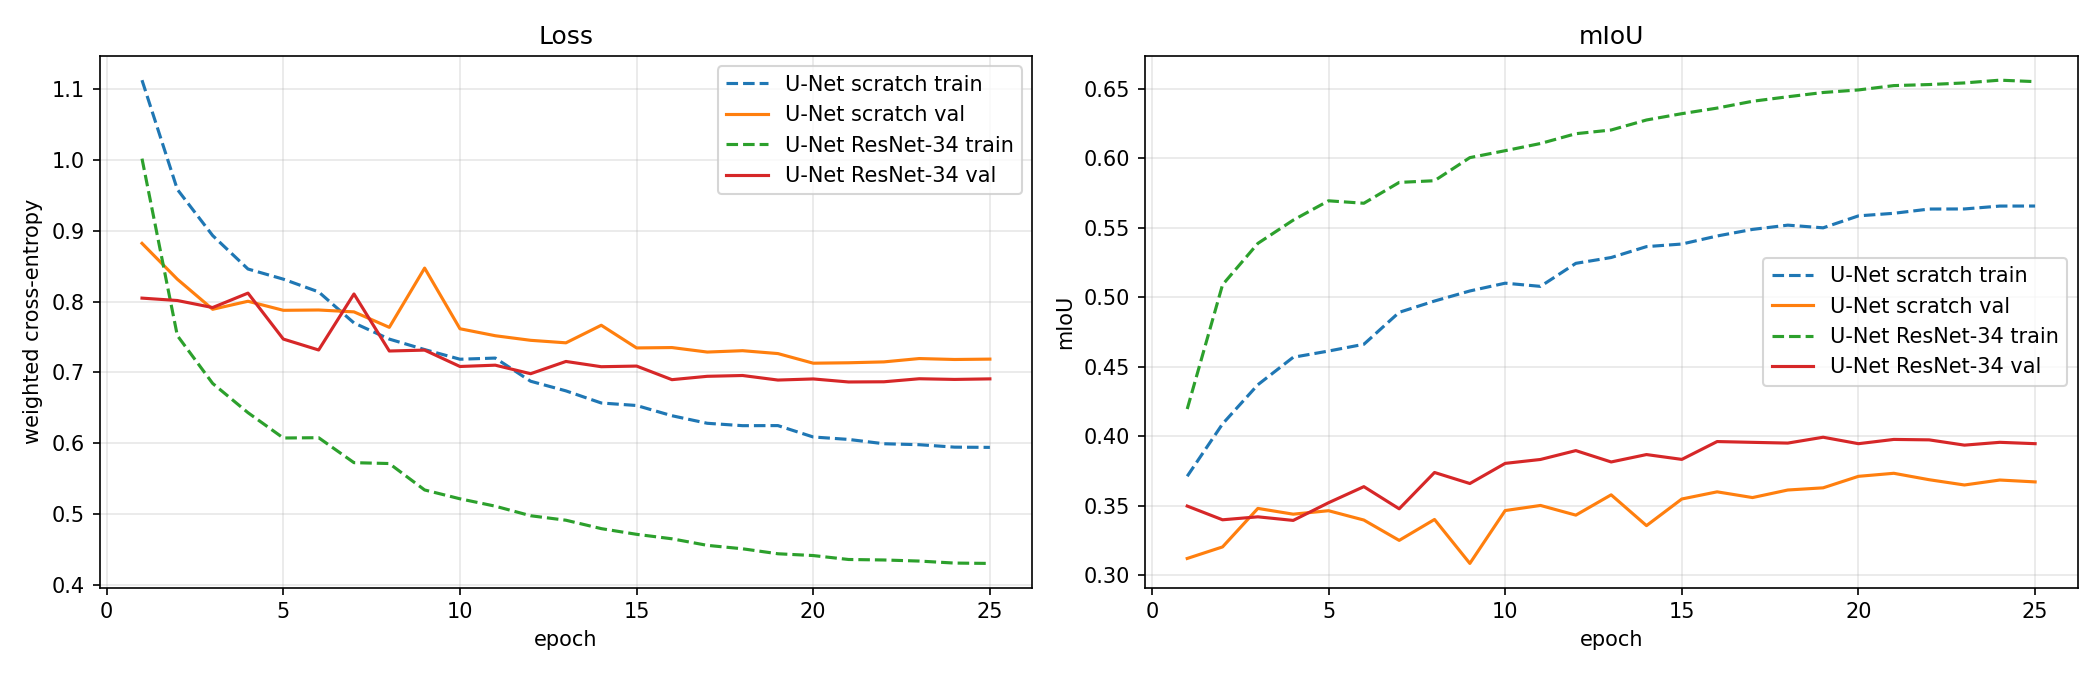 Loss
weighted cross-entropy
1.1
1.0
0.9
0.8
0.7
0.6
0.5
0.4
0
5
10
15
20
25
epoch
U-Net scratch train
U-Net scratch val
U-Net ResNet-34 train
U-Net ResNet-34 val
mIoU
mIoU
0.65
0.60
0.55
0.50
0.45
0.40
0.35
0.30
0
5
10
15
20
25
epoch
U-Net scratch train
U-Net scratch val
U-Net ResNet-34 train
U-Net ResNet-34 val